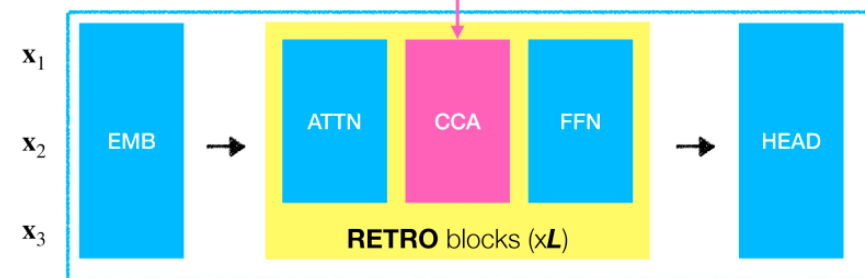 x1
x2
x3
EMB
ATTN
CCA
FFN
RETRO blocks (xL)
HEAD